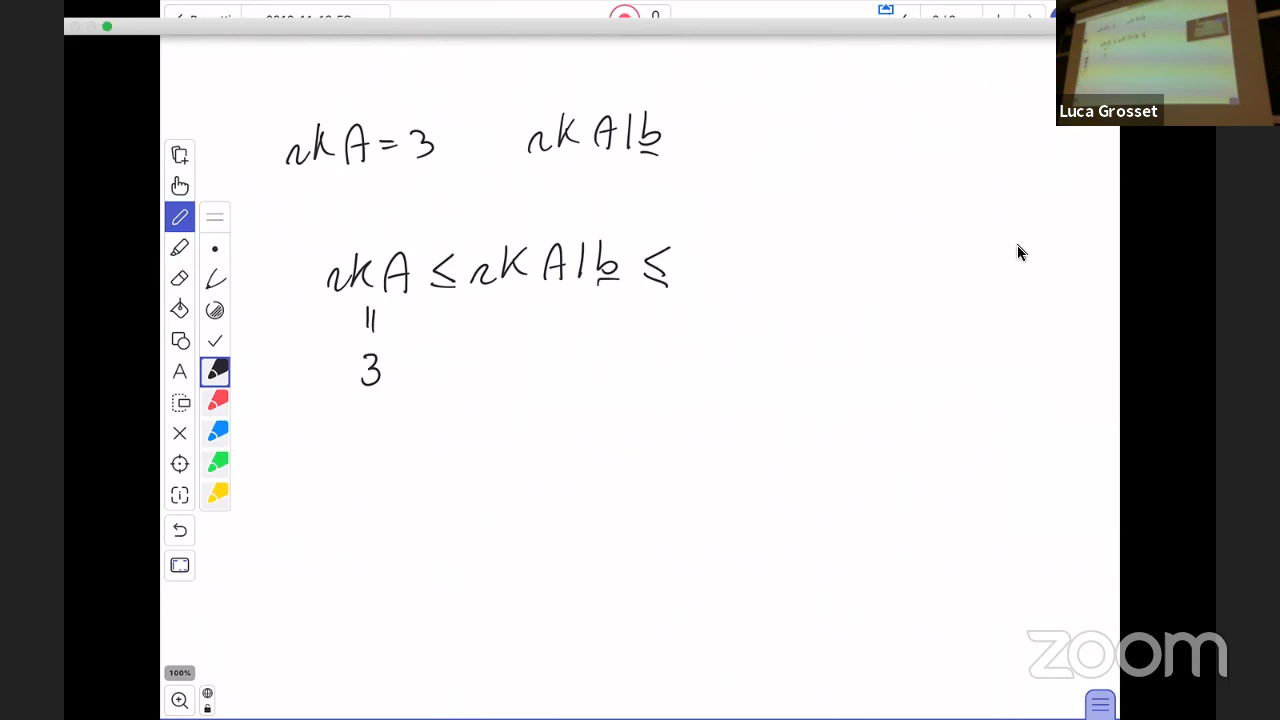 Luca Grosset
rk A = 3 rk A|b
rk A ≤ rk A|b ≤
||
3
100%
zoom